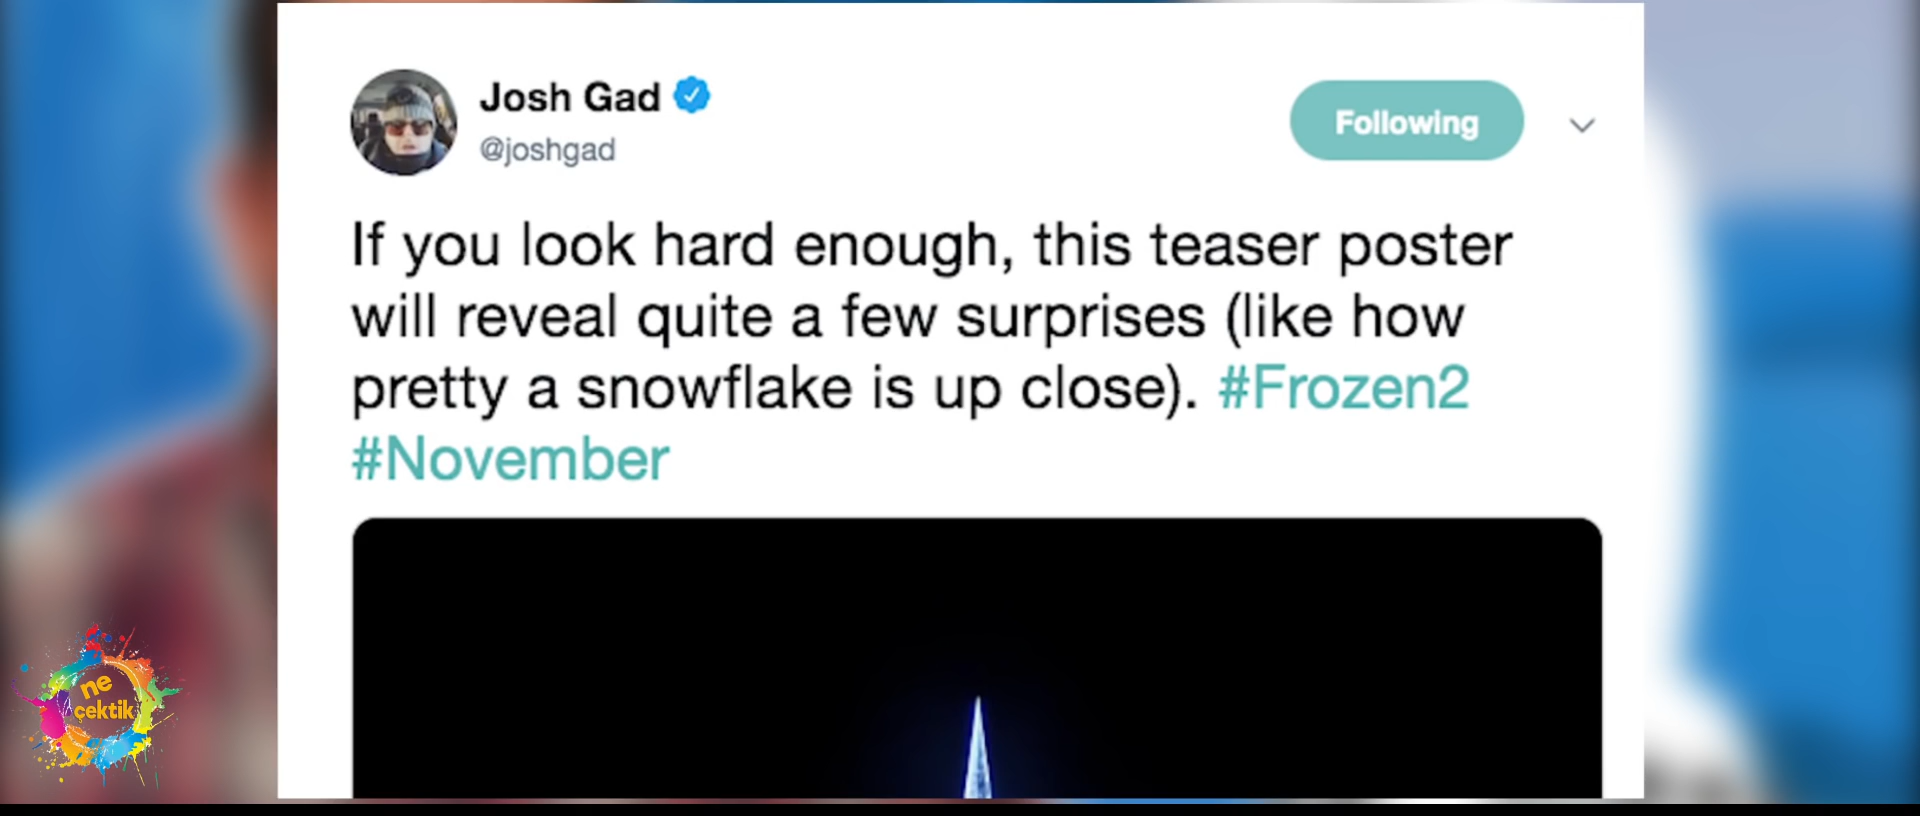 Josh Gad
@joshgad
Following
If you look hard enough, this teaser poster
will reveal quite a few surprises (like how
pretty a snowflake is up close). #Frozen2
#November
ne
çektik